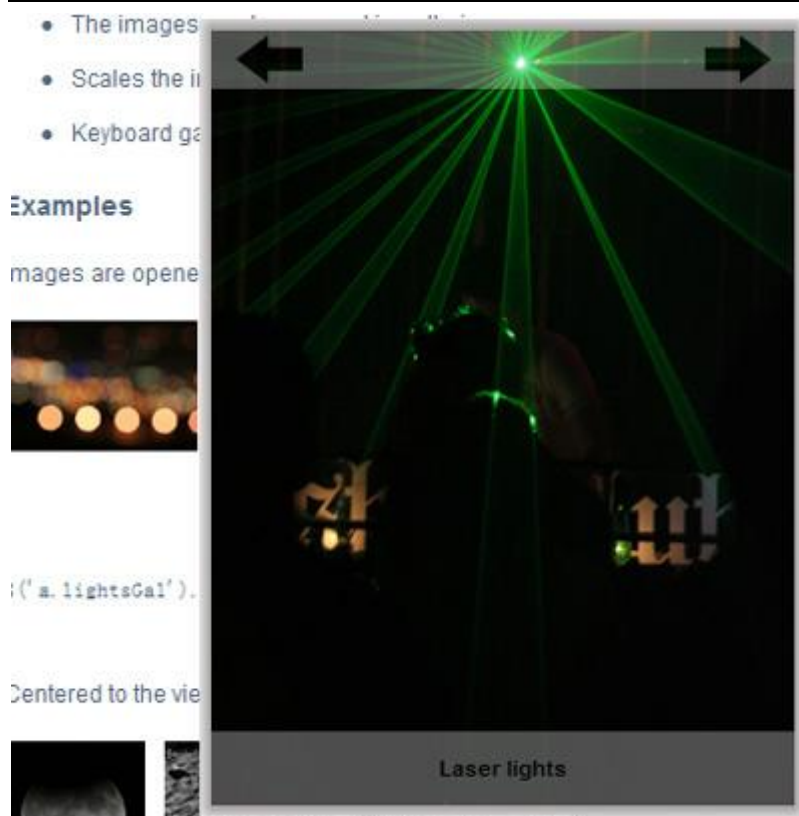 The images
Scales the i
Keyboard ga
Examples
mages are opene
('a.lightsGal').
Centered to the vie
Laser lights